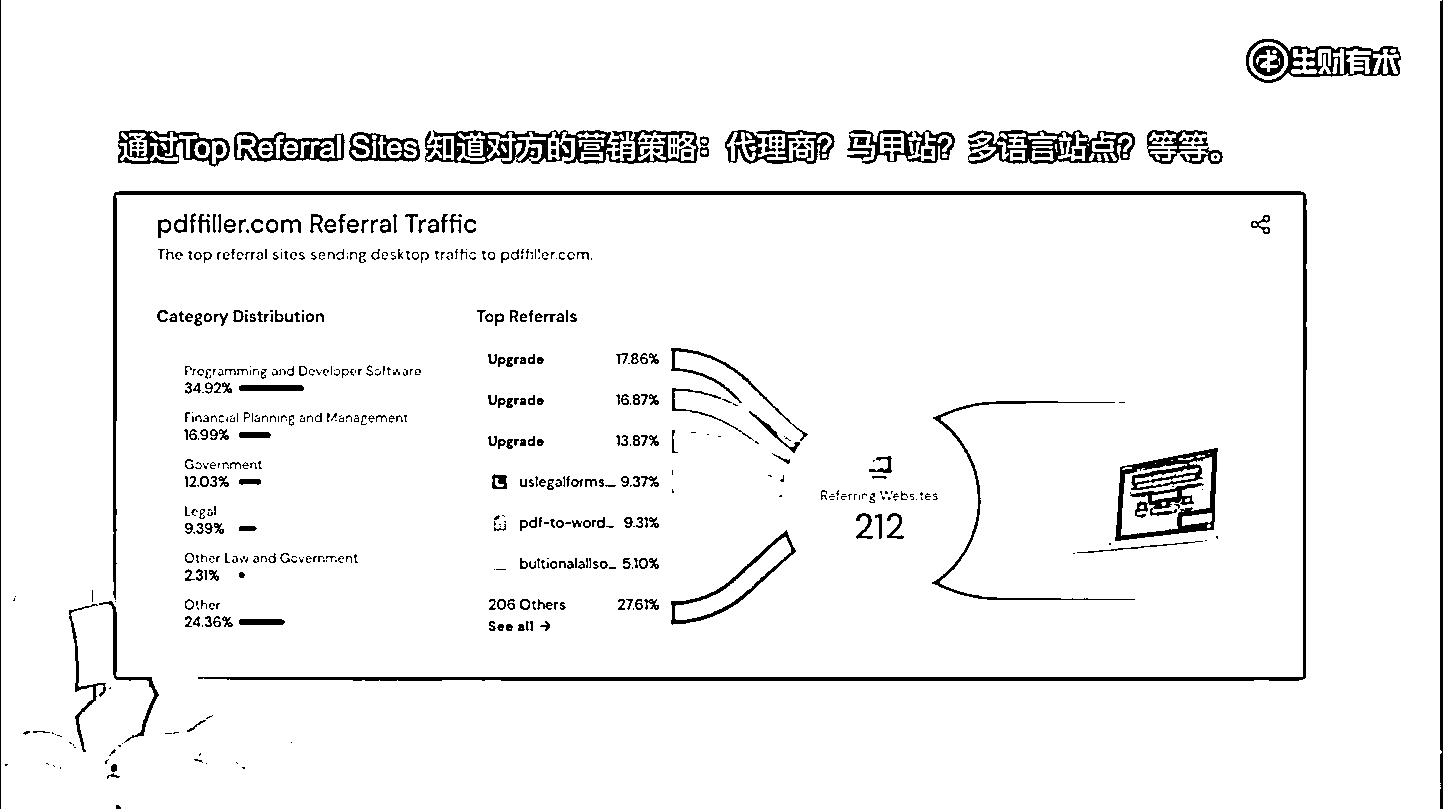 生财有术
通过Top Referral Sites 知道对方的营销策略：代理商？马甲站？多语言站点？等等。
pdffiller.com Referral Traffic
The top referral sites sending desktop traffic to pdffiller.com.
Category Distribution
Programming and Developer Software
34.92%
Financial Planning and Management
16.99%
Government
12.03%
Legal
9.39%
Other Law and Government
2.31%
Other
24.36%
Top Referrals
Upgrade 17.86%
Upgrade 16.87%
Upgrade 13.87%
uslegalforms... 9.37%
pdf-to-word... 9.31%
bultionalallso... 5.10%
206 Others 27.61%
See all →
Referring Websites
212